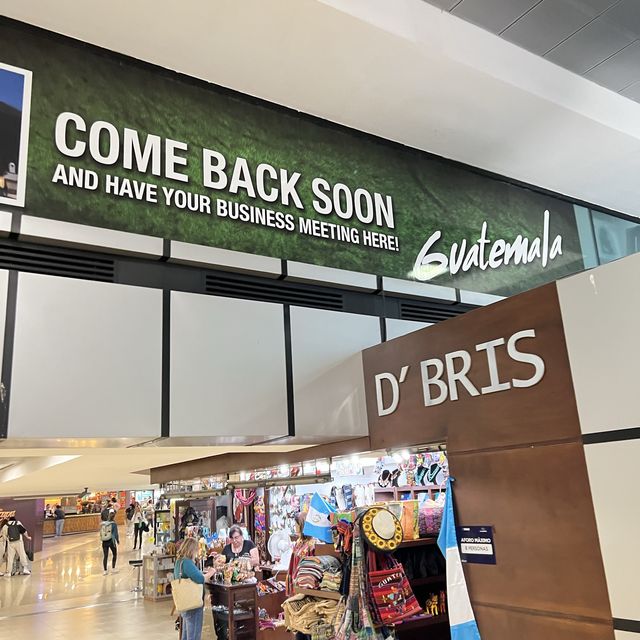 COME BACK SOON
AND HAVE YOUR BUSINESS MEETING HERE!
Guatemala
D' BRIS
AFORO MÁXIMO
8 PERSONAS